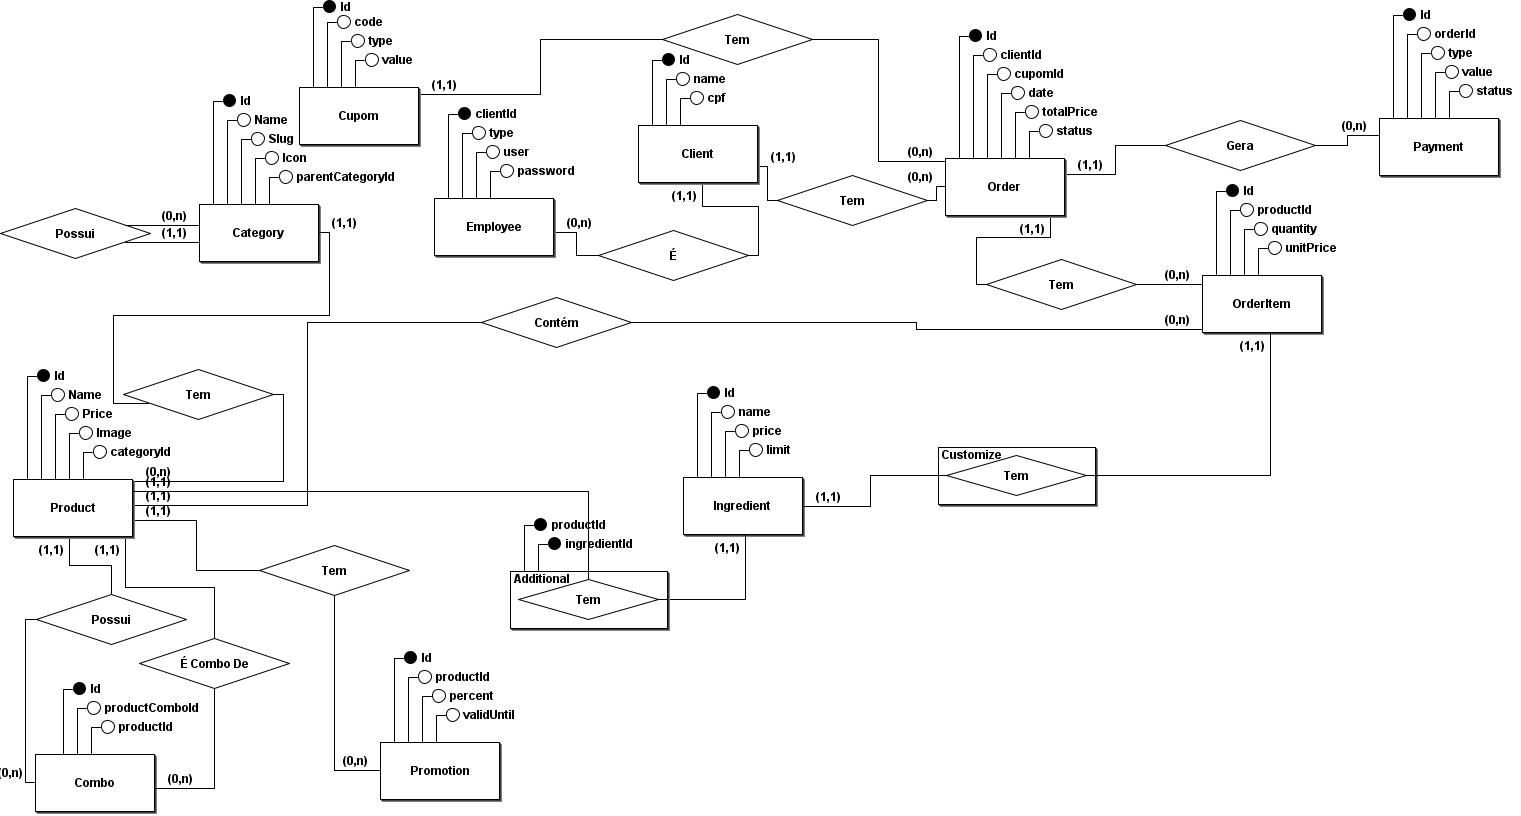 Id
code
type
value
(1,1)
Cupom
Tem
Id
name
cpf
Client
(1,1)
(1,1)
Id
clientId
cupomId
date
totalPrice
status
(0,n)
(0,n)
Order
(1,1)
(1,1)
Tem
Gera
Id
orderId
type
value
status
(0,n)
Payment
Id
Name
Slug
Icon
parentCategoryId
(0,n)
(1,1)
Possui
Category
(1,1)
clientId
type
user
password
Employee
(0,n)
É
Id
productId
quantity
unitPrice
Tem
(0,n)
OrderItem
Contém
(0,n)
(1,1)
Id
Name
Price
Image
categoryId
Tem
(0,n)
(1,1)
(1,1)
(1,1)
Product
(1,1)
(1,1)
Id
name
price
limit
Ingredient
(1,1)
(1,1)
Customize
Tem
productId
ingredientId
Additional
Tem
Tem
Possui
É Combo De
Id
productComboId
productId
(0,n)
(0,n)
Combo
Id
productId
percent
validUntil
(0,n)
Promotion